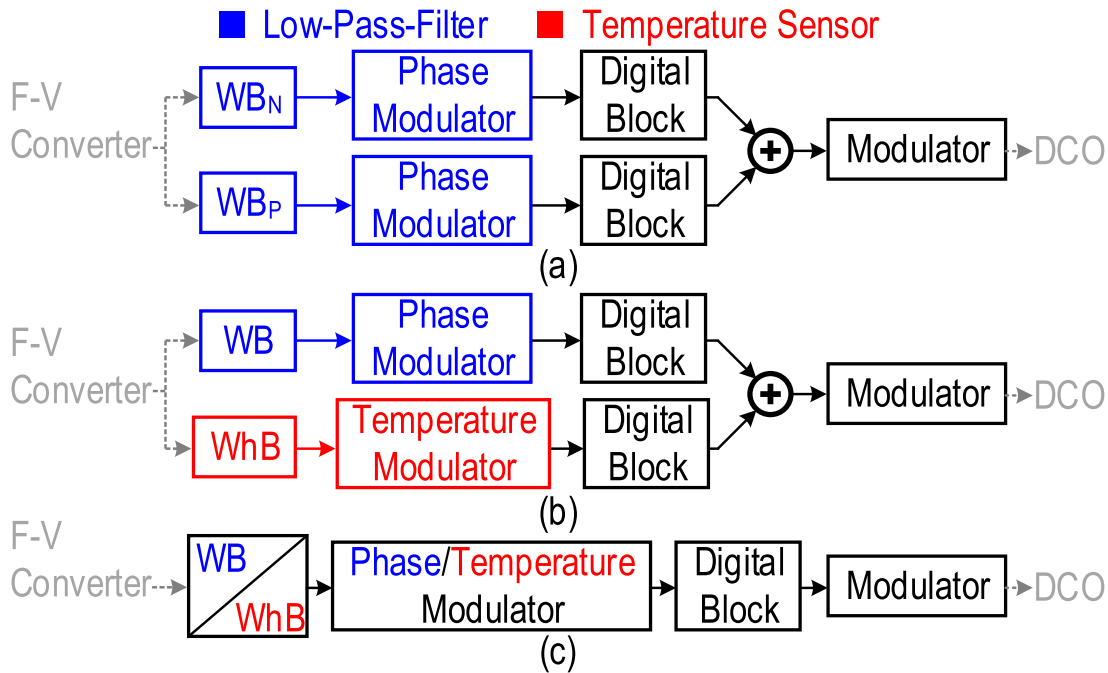 Low-Pass-Filter Temperature Sensor
F-V
Converter
WBN
Phase
Modulator
Digital
Block
WBP
Phase
Modulator
Digital
Block
+
Modulator
DCO
(a)
F-V
Converter
WB
Phase
Modulator
Digital
Block
WhB
Temperature
Modulator
Digital
Block
+
Modulator
DCO
(b)
F-V
Converter
WB
WhB
Phase/Temperature
Modulator
Digital
Block
Modulator
DCO
(c)